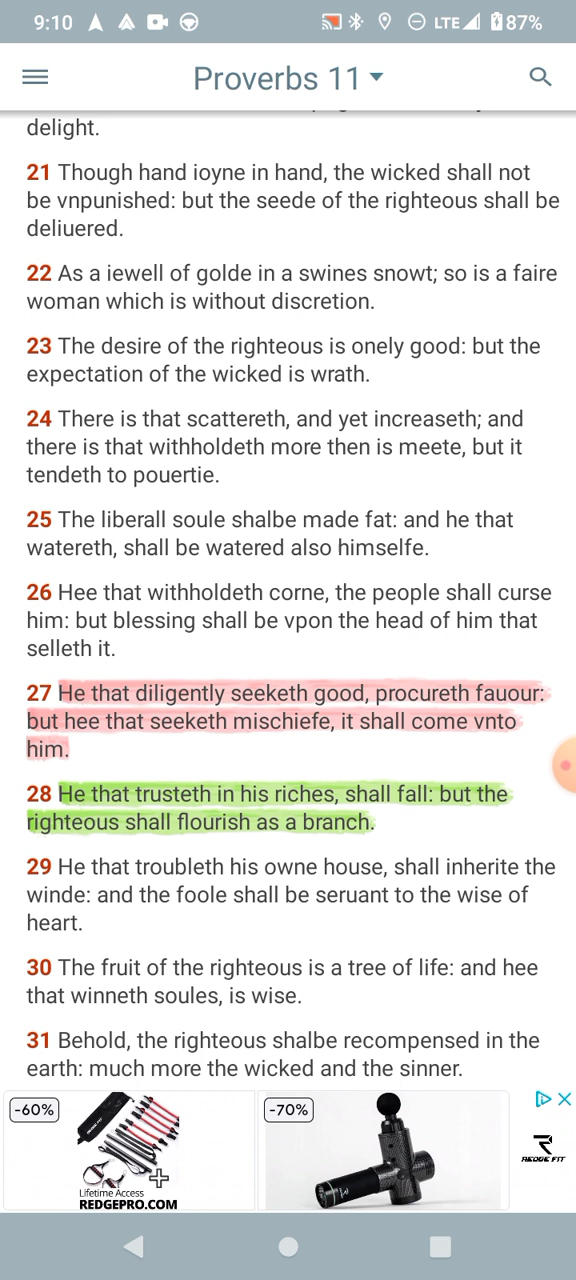 9:10
LTE
87%
Proverbs 11
delight.
21 Though hand ioyne in hand, the wicked shall not
be vnpunished: but the seede of the righteous shall be
deliuered.
22 As a iewell of golde in a swines snowt; so is a faire
woman which is without discretion.
23 The desire of the righteous is onely good: but the
expectation of the wicked is wrath.
24 There is that scattereth, and yet increaseth; and
there is that withholdeth more then is meete, but it
tendeth to pouertie.
25 The liberall soule shalbe made fat: and he that
watereth, shall be watered also himselfe.
26 Hee that withholdeth corne, the people shall curse
him: but blessing shall be vpon the head of him that
selleth it.
27 He that diligently seeketh good, procureth fauour:
but hee that seeketh mischiefe, it shall come vnto
him.
28 He that trusteth in his riches, shall fall: but the
righteous shall flourish as a branch.
29 He that troubleth his owne house, shall inherite the
winde: and the foole shall be seruant to the wise of
heart.
30 The fruit of the righteous is a tree of life: and hee
that winneth soules, is wise.
31 Behold, the righteous shalbe recompensed in the
earth: much more the wicked and the sinner.
-60%
Lifetime Access
REDGEPRO.COM
-70%
REDGE FIT